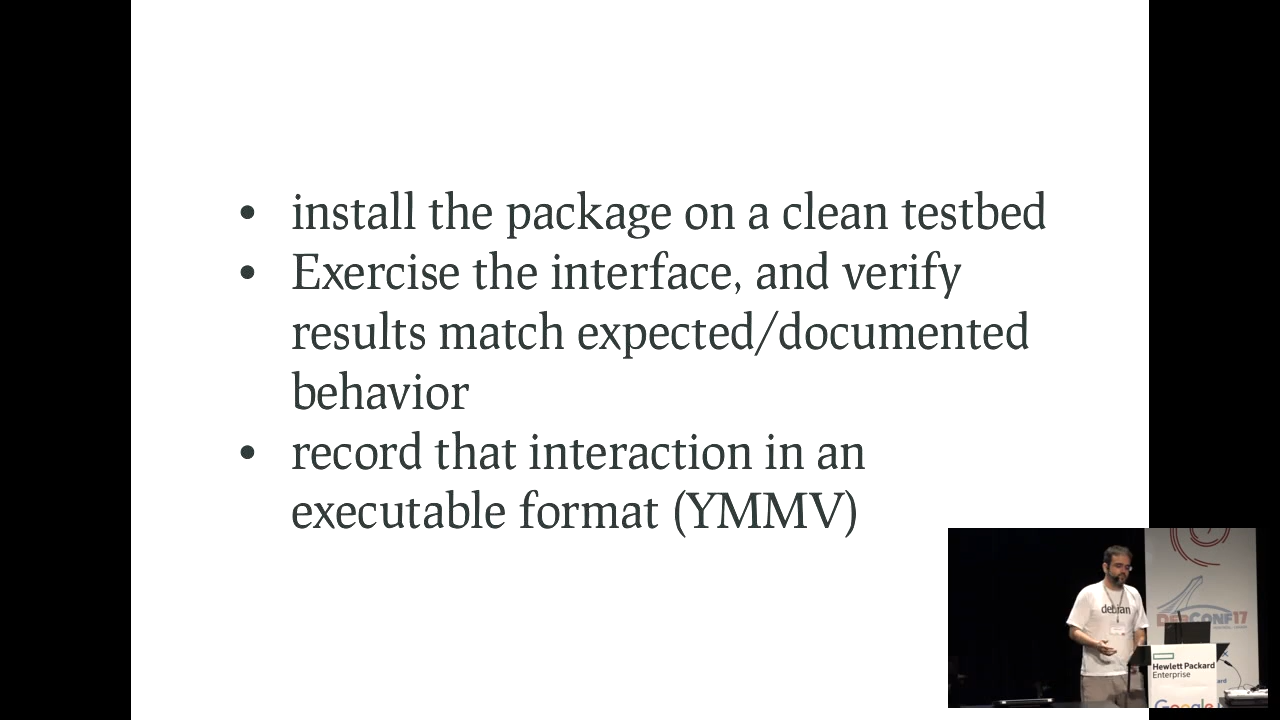 • install the package on a clean testbed
• Exercise the interface, and verify
results match expected/documented
behavior
• record that interaction in an
executable format (YMMV)
debian
DEBCONF17
Hewlett Packard
Enterprise
Google